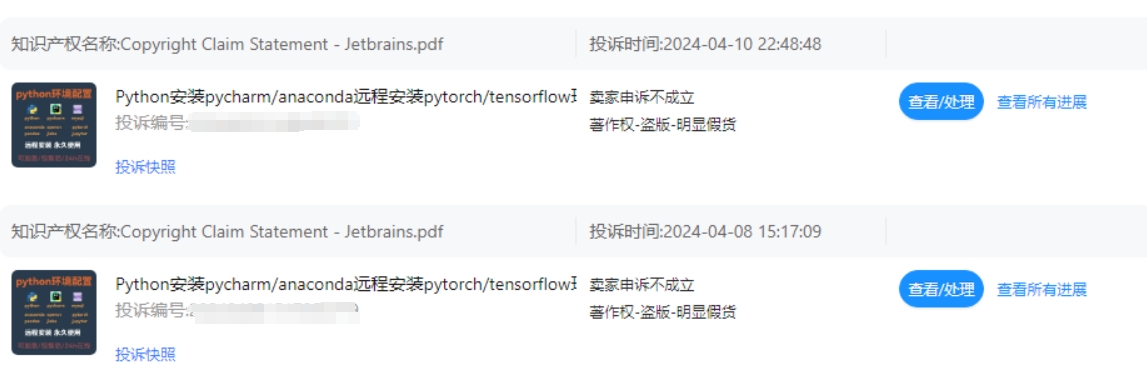 知识产权名称:Copyright Claim Statement - Jetbrains.pdf 投诉时间:2024-04-10 22:48:48
python环境配置
python pycharm mysql
远程安装 永久使用
Python安装pycharm/anaconda远程安装pytorch/tensorflow 卖家申诉不成立 查看/处理 查看所有进展
投诉编号: 著作权-盗版-明显假货
投诉快照
知识产权名称:Copyright Claim Statement - Jetbrains.pdf 投诉时间:2024-04-08 15:17:09
python环境配置
python pycharm mysql
远程安装 永久使用
Python安装pycharm/anaconda远程安装pytorch/tensorflow 卖家申诉不成立 查看/处理 查看所有进展
投诉编号: 著作权-盗版-明显假货
投诉快照